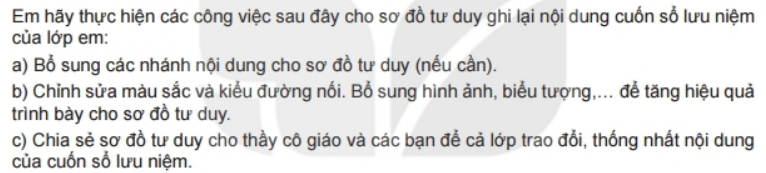 Em hãy thực hiện các công việc sau đây cho sơ đồ tư duy ghi lại nội dung cuốn sổ lưu niệm
của lớp em:
a) Bổ sung các nhánh nội dung cho sơ đồ tư duy (nếu cần).
b) Chỉnh sửa màu sắc và kiểu đường nối. Bổ sung hình ảnh, biểu tượng,... để tăng hiệu quả
trình bày cho sơ đồ tư duy.
c) Chia sẻ sơ đồ tư duy cho thầy cô giáo và các bạn để cả lớp trao đổi, thống nhất nội dung
của cuốn sổ lưu niệm.